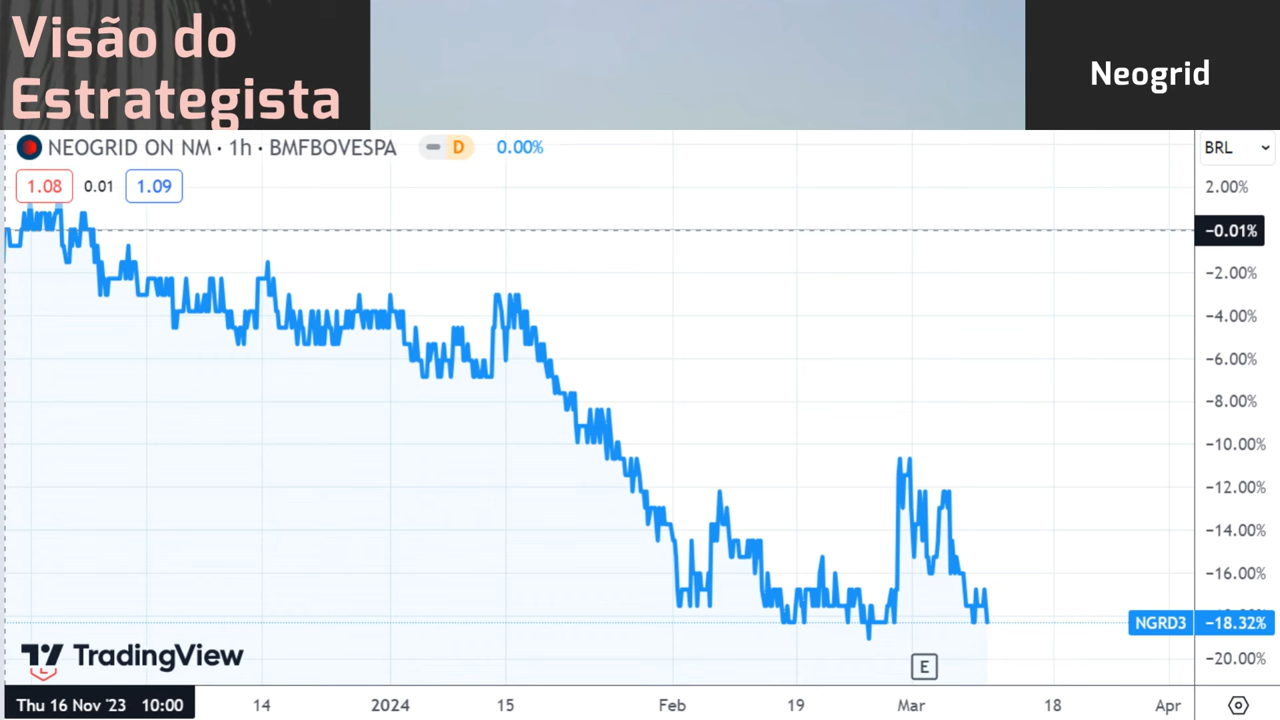 Visão do
Estrategista
Neogrid
NEOGRID ON NM · 1h · BMFBOVESPA
D
0.00%
BRL
1.08
0.01
1.09
2.00%
−0.01%
−2.00%
−4.00%
−6.00%
−8.00%
−10.00%
−12.00%
−14.00%
−16.00%
NGRD3
−18.32%
−20.00%
E
TradingView
L
Thu 16 Nov '23 10:00
14
2024
15
Feb
19
Mar
18
Apr